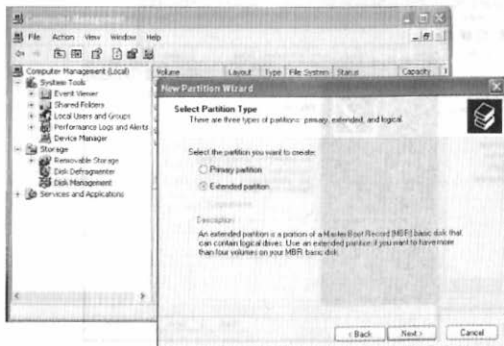 Computer Management
File Action View Window Help
Computer Management (Local)
System Tools
Event Viewer
Shared Folders
Local Users and Groups
Performance Logs and Alerts
Device Manager
Storage
Removable Storage
Disk Defragmenter
Disk Management
Services and Applications
Volume Layout Type File System Status Capacity
New Partition Wizard
Select Partition Type
There are three types of partitions: primary, extended, and logical.
Select the partition you want to create:
Primary partition
Extended partition
Description
An extended partition is a portion of a Master Boot Record (MBR) basic disk that
can contain logical drives. Use an extended partition if you want to have more
than four volumes on your MBR basic disk.
< Back Next > Cancel